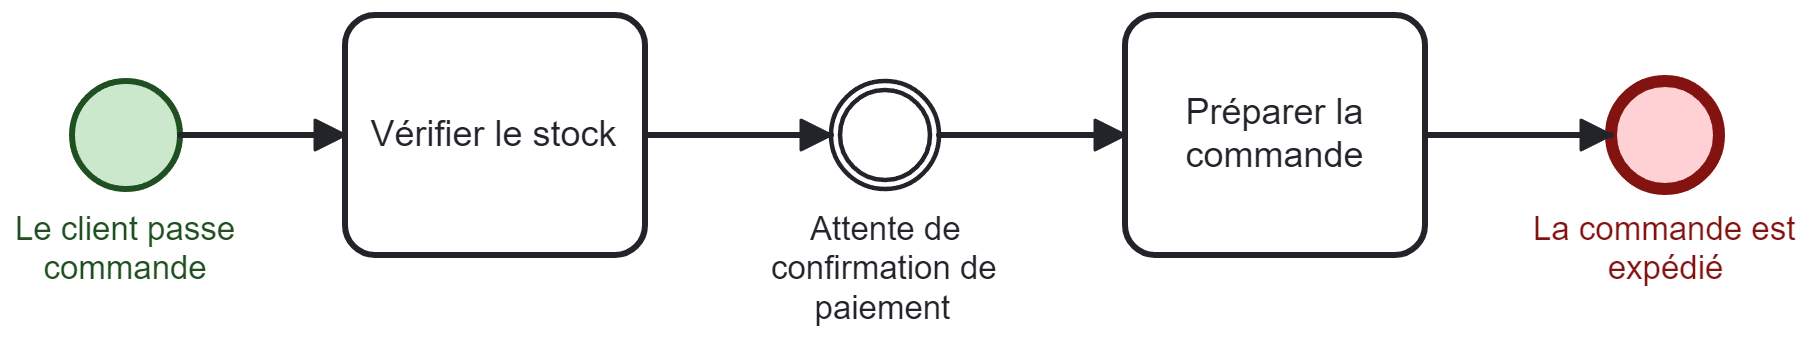 Vérifier le stock
Préparer la
commande
Le client passe
commande
Attente de
confirmation de
paiement
La commande est
expédié